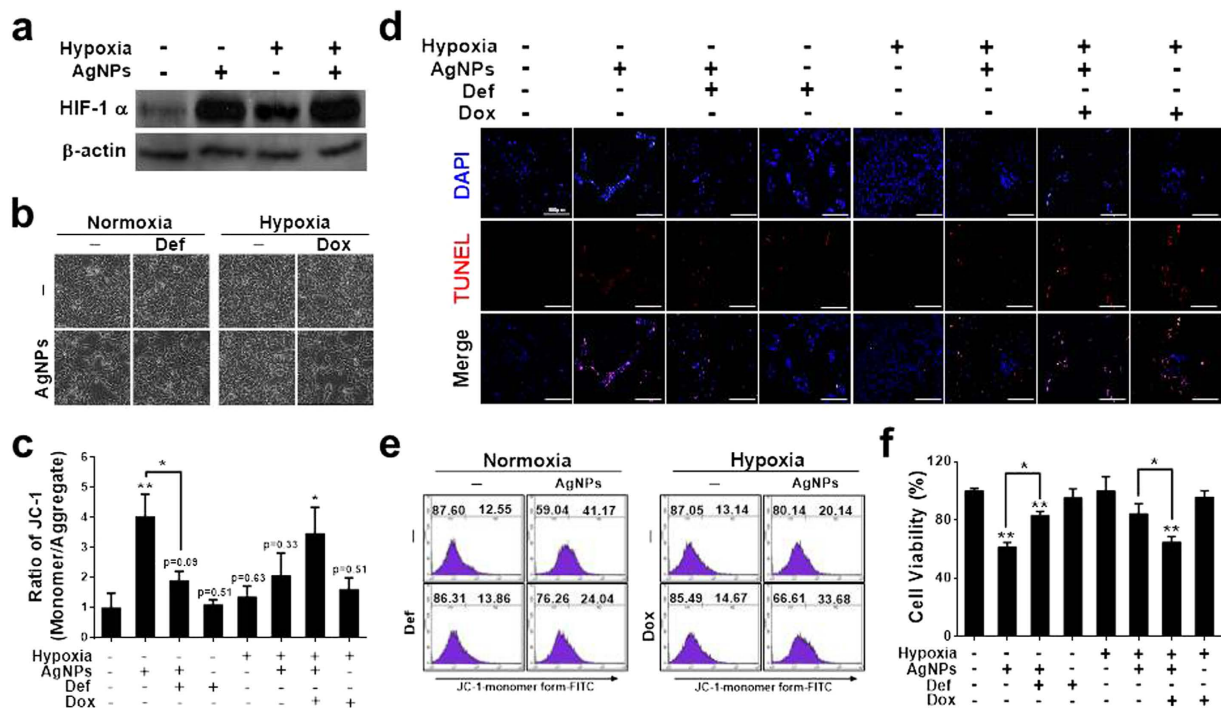 a
Hypoxia - - + +
AgNPs - + - +
HIF-1 α
β-actin
b
Normoxia Hypoxia
– Def – Dox
–
AgNPs
c
Ratio of JC-1
(Monomer/Aggregate)
6
5
4
3
2
1
0
**
*
p=0.09
p=0.51
p=0.63
p=0.33
*
p=0.51
Hypoxia - - - - + + + +
AgNPs - + + - - + + -
Def - - + + - - - -
Dox - - - - - - + +
d
Hypoxia - - - - + + + +
AgNPs - + + - - + + -
Def - - + + - - - -
Dox - - - - - - + +
DAPI
TUNEL
Merge
e
Normoxia Hypoxia
– AgNPs – AgNPs
–
87.60 12.55 59.04 41.17
Def
86.31 13.86 76.26 24.04
–
87.05 13.14 80.14 20.14
Dox
85.49 14.67 66.61 33.68
JC-1-monomer form-FITC
JC-1-monomer form-FITC
f
Cell Viability (%)
120
80
40
0
**
*
**
*
**
Hypoxia - - - - + + + +
AgNPs - + + - - + + -
Def - - + + - - - -
Dox - - - - - - + +